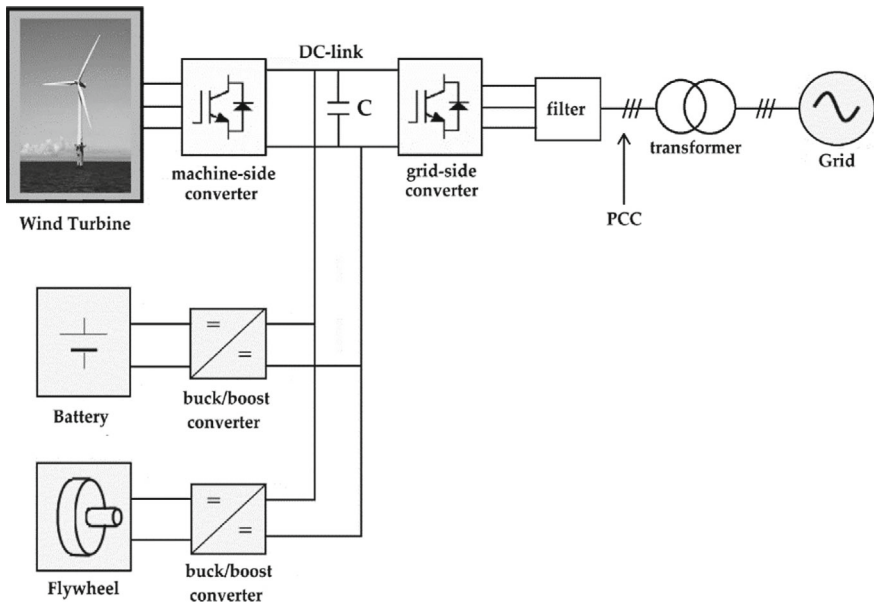 DC-link
C
filter
transformer
Grid
machine-side
converter
grid-side
converter
PCC
Wind Turbine
Battery
buck/boost
converter
Flywheel
buck/boost
converter